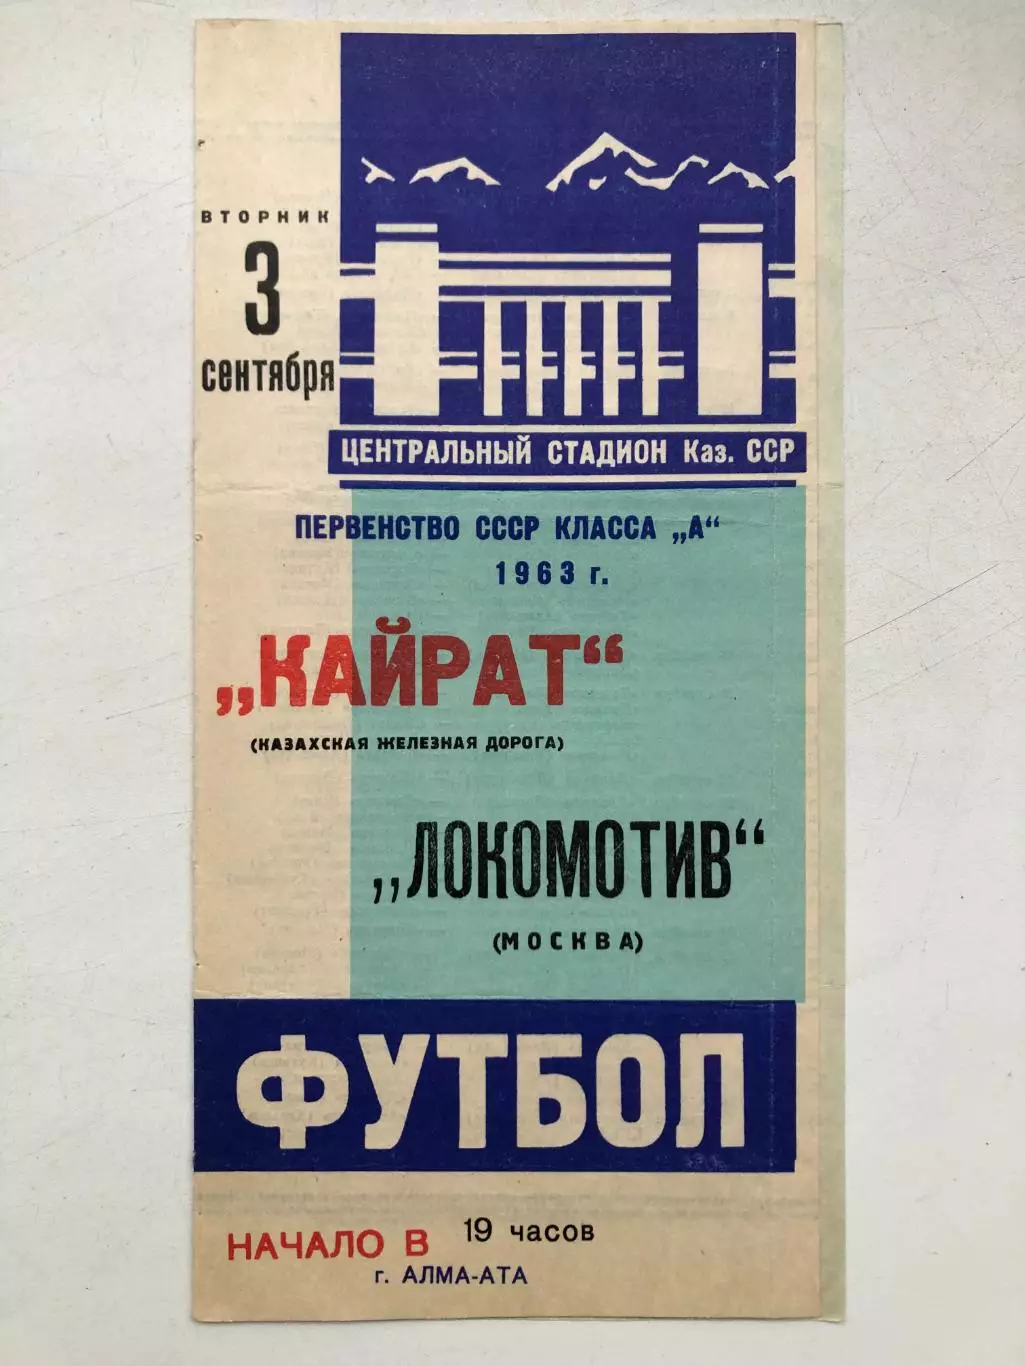 ВТОРНИК
3
сентября
ЦЕНТРАЛЬНЫЙ СТАДИОН Каз. ССР
ПЕРВЕНСТВО СССР КЛАССА „А“
1963 г.
„КАЙРАТ“
(КАЗАХСКАЯ ЖЕЛЕЗНАЯ ДОРОГА)
„ЛОКОМОТИВ“
(МОСКВА)
ФУТБОЛ
НАЧАЛО В 19 часов
г. АЛМА-АТА